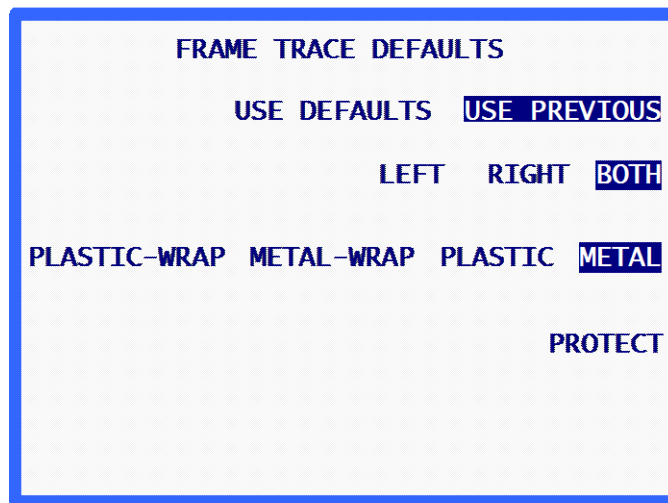 FRAME TRACE DEFAULTS
USE DEFAULTS USE PREVIOUS
LEFT RIGHT BOTH
PLASTIC-WRAP METAL-WRAP PLASTIC METAL
PROTECT